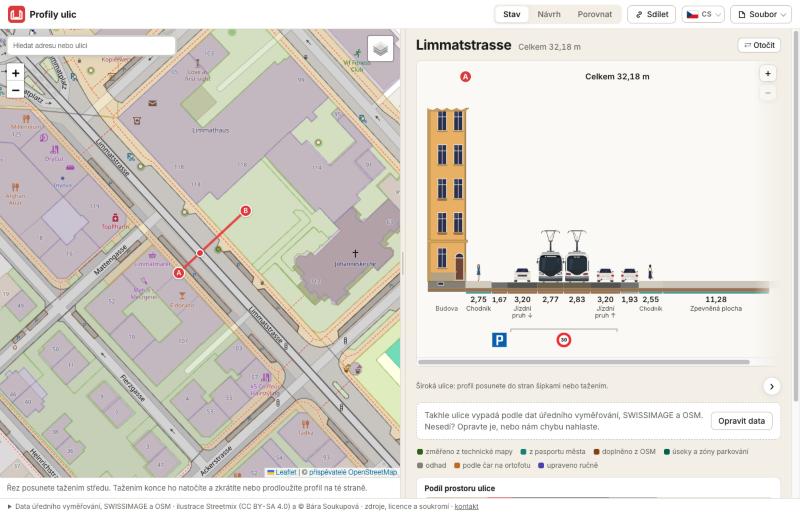 Profily ulic
Stav
Návrh
Porovnat
Sdílet
CS
Soubor
Hledat adresu nebo ulici
+
−
Limmathaus
Limmatstrasse
Mattengasse
TopPharm
Eldorado
Johanneskirche
Limmatstrasse
Fierzgasse
Ackerstrasse
A
B
Leaflet | © přispěvatelé OpenStreetMap
Řez posunete tažením středu. Tažením konce ho natočíte a zkrátíte nebo prodloužíte profil na té straně.
Limmatstrasse Celkem 32,18 m
Otočit
A
Celkem 32,18 m
+
−
2,75 1,67 3,20 2,77 2,83 3,20 1,93 2,55 11,28
Budova Chodník Jízdní pruh ↓ Jízdní pruh ↑ Chodník Zpevněná plocha
P
30
Široká ulice: profil posunete do stran šipkami nebo tažením.
Takhle ulice vypadá podle dat úředního vyměřování, SWISSIMAGE a OSM.
Nesedí? Opravte je, nebo nám chybu nahlaste.
Opravit data
změřeno z technické mapy z pasportu města doplněno z OSM úseky a zóny parkování
odhad podle čar na ortofotu upraveno ručně
Podíl prostoru ulice
Data úředního vyměřování, SWISSIMAGE a OSM · ilustrace Streetmix (CC BY-SA 4.0) a © Bára Soukupová · zdroje, licence a soukromí · kontakt